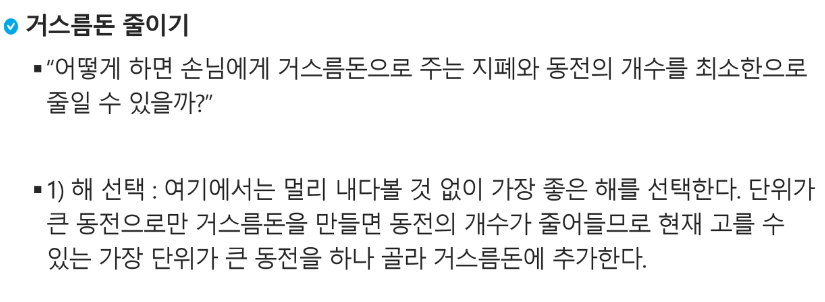 거스름돈 줄이기
“어떻게 하면 손님에게 거스름돈으로 주는 지폐와 동전의 개수를 최소한으로
줄일 수 있을까?”
1) 해 선택 : 여기에서는 멀리 내다볼 것 없이 가장 좋은 해를 선택한다. 단위가
큰 동전으로만 거스름돈을 만들면 동전의 개수가 줄어들므로 현재 고를 수
있는 가장 단위가 큰 동전을 하나 골라 거스름돈에 추가한다.